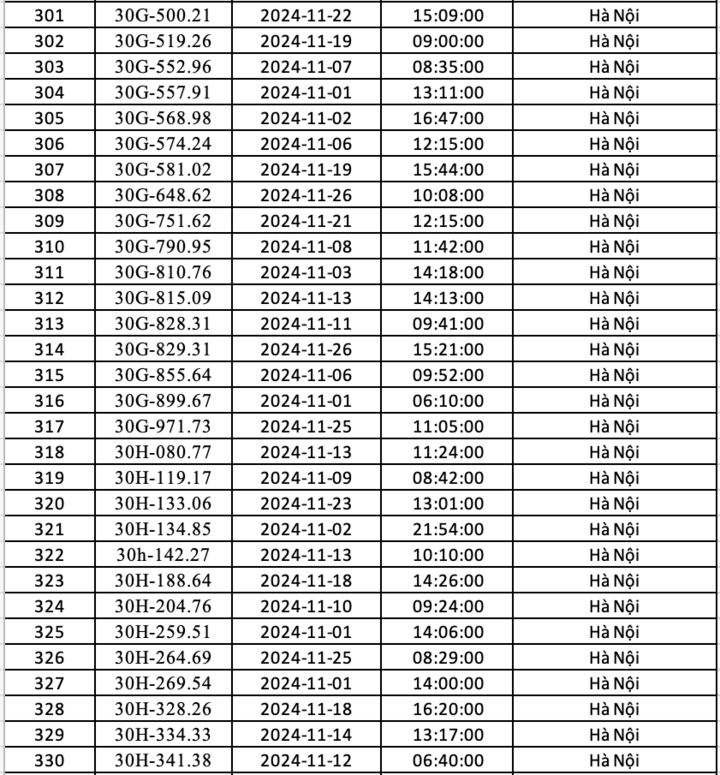 301 30G-500.21 2024-11-22 15:09:00 Hà Nội
302 30G-519.26 2024-11-19 09:00:00 Hà Nội
303 30G-552.96 2024-11-07 08:35:00 Hà Nội
304 30G-557.91 2024-11-01 13:11:00 Hà Nội
305 30G-568.98 2024-11-02 16:47:00 Hà Nội
306 30G-574.24 2024-11-06 12:15:00 Hà Nội
307 30G-581.02 2024-11-19 15:44:00 Hà Nội
308 30G-648.62 2024-11-26 10:08:00 Hà Nội
309 30G-751.62 2024-11-21 12:15:00 Hà Nội
310 30G-790.95 2024-11-08 11:42:00 Hà Nội
311 30G-810.76 2024-11-03 14:18:00 Hà Nội
312 30G-815.09 2024-11-13 14:13:00 Hà Nội
313 30G-828.31 2024-11-11 09:41:00 Hà Nội
314 30G-829.31 2024-11-26 15:21:00 Hà Nội
315 30G-855.64 2024-11-06 09:52:00 Hà Nội
316 30G-899.67 2024-11-01 06:10:00 Hà Nội
317 30G-971.73 2024-11-25 11:05:00 Hà Nội
318 30H-080.77 2024-11-13 11:24:00 Hà Nội
319 30H-119.17 2024-11-09 08:42:00 Hà Nội
320 30H-133.06 2024-11-23 13:01:00 Hà Nội
321 30H-134.85 2024-11-02 21:54:00 Hà Nội
322 30h-142.27 2024-11-13 10:10:00 Hà Nội
323 30H-188.64 2024-11-18 14:26:00 Hà Nội
324 30H-204.76 2024-11-10 09:24:00 Hà Nội
325 30H-259.51 2024-11-01 14:06:00 Hà Nội
326 30H-264.69 2024-11-25 08:29:00 Hà Nội
327 30H-269.54 2024-11-01 14:00:00 Hà Nội
328 30H-328.26 2024-11-18 16:20:00 Hà Nội
329 30H-334.33 2024-11-14 13:17:00 Hà Nội
330 30H-341.38 2024-11-12 06:40:00 Hà Nội